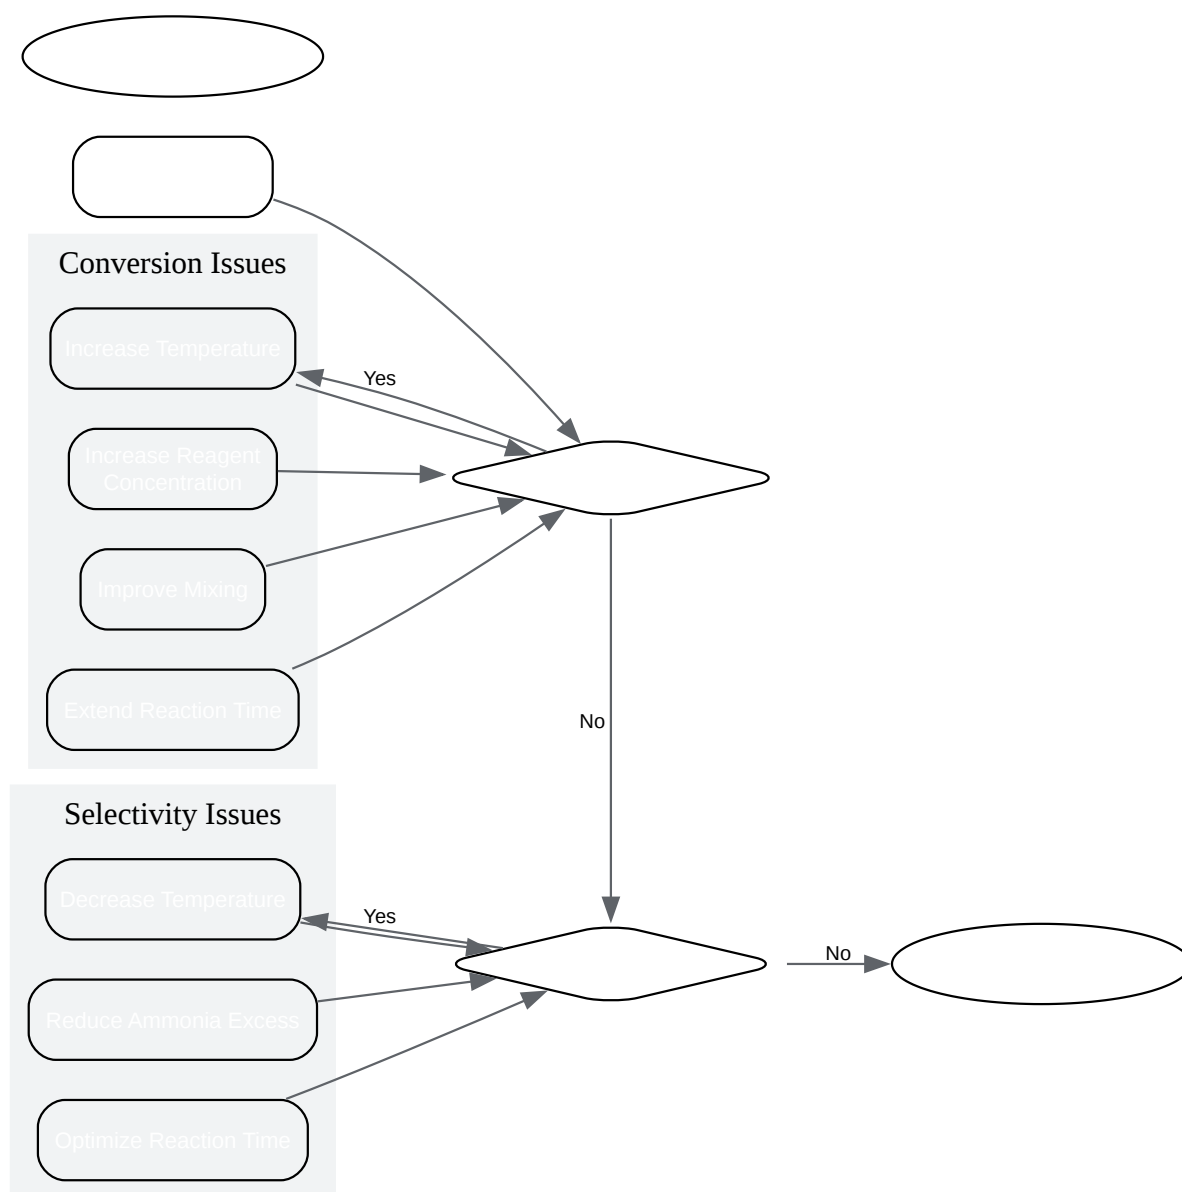 Conversion Issues
Increase Temperature
Yes
Increase Reagent
Concentration
Improve Mixing
Extend Reaction Time
No
Selectivity Issues
Decrease Temperature
Yes
No
Reduce Ammonia Excess
Optimize Reaction Time